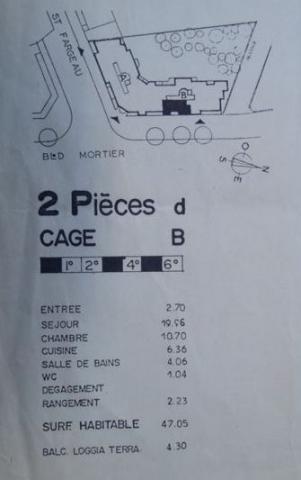 ST FARGEAU
A
B
BLD MORTIER
O
S
N
E
2 Pièces d
CAGE B
1° 2° 4° 6°
ENTREE 2.70
SEJOUR 19.96
CHAMBRE 10.70
CUISINE 6.36
SALLE DE BAINS 4.06
WC 1.04
DEGAGEMENT
RANGEMENT 2.23
SURF HABITABLE 47.05
BALC. LOGGIA TERRA. 4.30